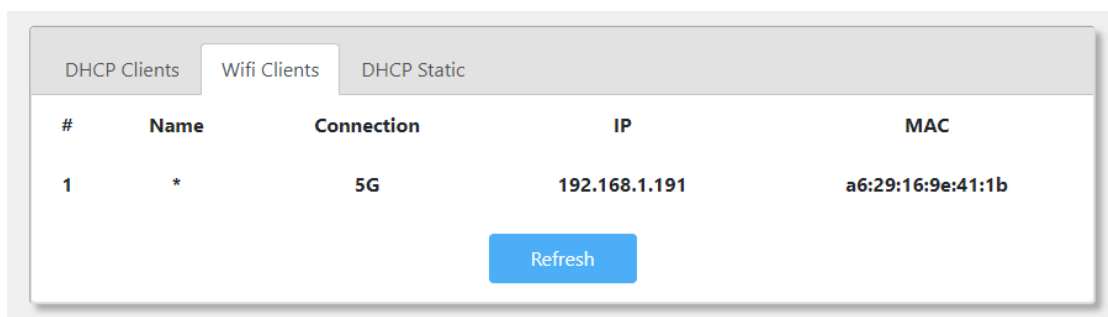 DHCP Clients Wifi Clients DHCP Static
# Name Connection IP MAC
1 * 5G 192.168.1.191 a6:29:16:9e:41:1b
Refresh